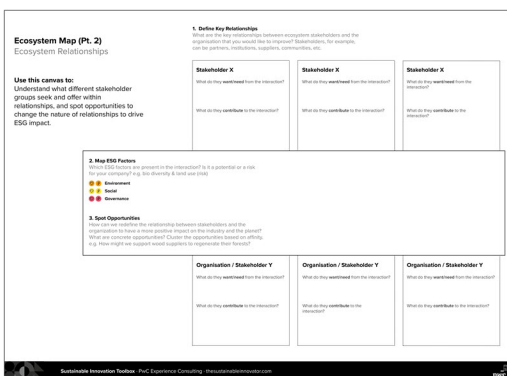 Ecosystem Map (Pt. 2)
Ecosystem Relationships
Use this canvas to:
Understand what different stakeholder
groups seek and offer within
relationships, and spot opportunities to
change the nature of relationships to drive
ESG impact.
1. Define Key Relationships
What are the key relationships between ecosystem stakeholders and the
organisation that you would like to improve? Stakeholders, for example,
can be partners, institutions, suppliers, communities, etc.
Stakeholder X
What do they want/need from the interaction?
What do they contribute to the interaction?
Stakeholder X
What do they want/need from the interaction?
What do they contribute to the interaction?
Stakeholder X
What do they want/need from the
interaction?
What do they contribute to the
interaction?
2. Map ESG Factors
Which ESG factors are present in the interaction? Is it a potential or a risk
for your company? e.g. bio diversity & land use (risk)
Environment
Social
Governance
3. Spot Opportunities
How can we redefine the relationship between stakeholders and the
organization to have a more positive impact on the industry and the planet?
What are concrete opportunities? Cluster the opportunities based on affinity.
e.g. How might we support wood suppliers to regenerate their forests?
Organisation / Stakeholder Y
What do they want/need from the interaction?
What do they contribute to the interaction?
Organisation / Stakeholder Y
What do they want/need from the interaction?
What do they contribute to the
interaction?
Organisation / Stakeholder Y
What do they want/need from the interaction?
What do they contribute to the interaction?
Sustainable Innovation Toolbox · PwC Experience Consulting · thesustainableinnovator.com
pwc